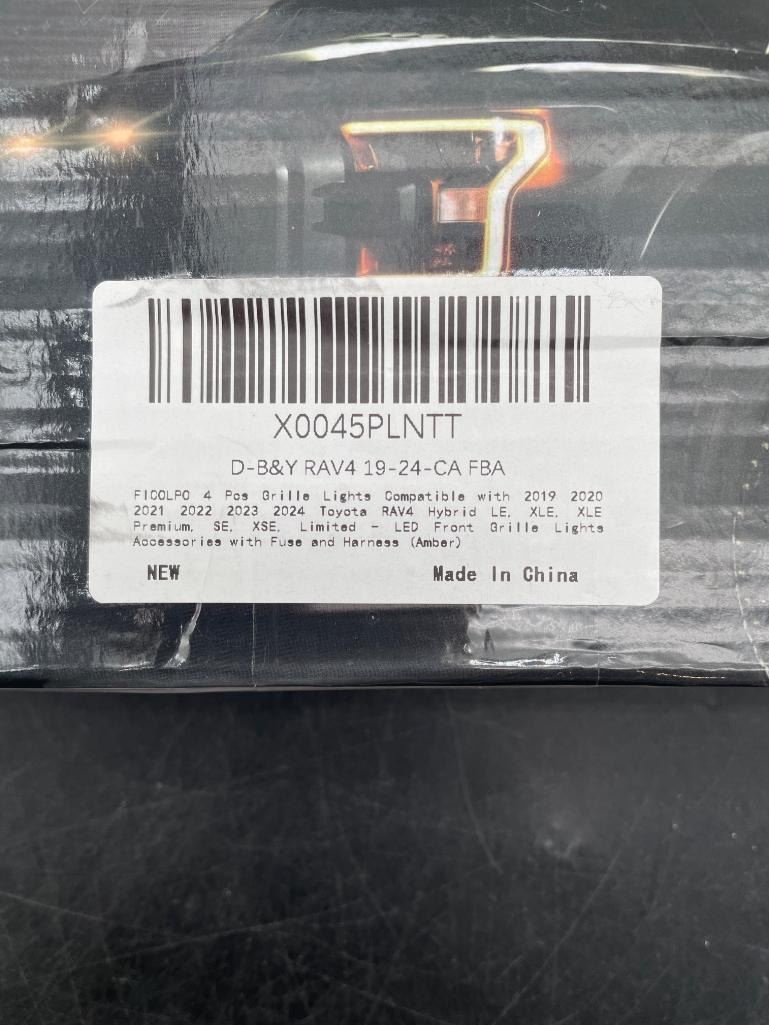 X0045PLNTT
D-B&Y RAV4 19-24-CA FBA
FICOLPO 4 Pcs Grille Lights Compatible with 2019 2020
2021 2022 2023 2024 Toyota RAV4 Hybrid LE, XLE, XLE
Premium, SE, XSE, Limited - LED Front Grille Lights
Accessories with Fuse and Harness (Amber)
NEW Made In China